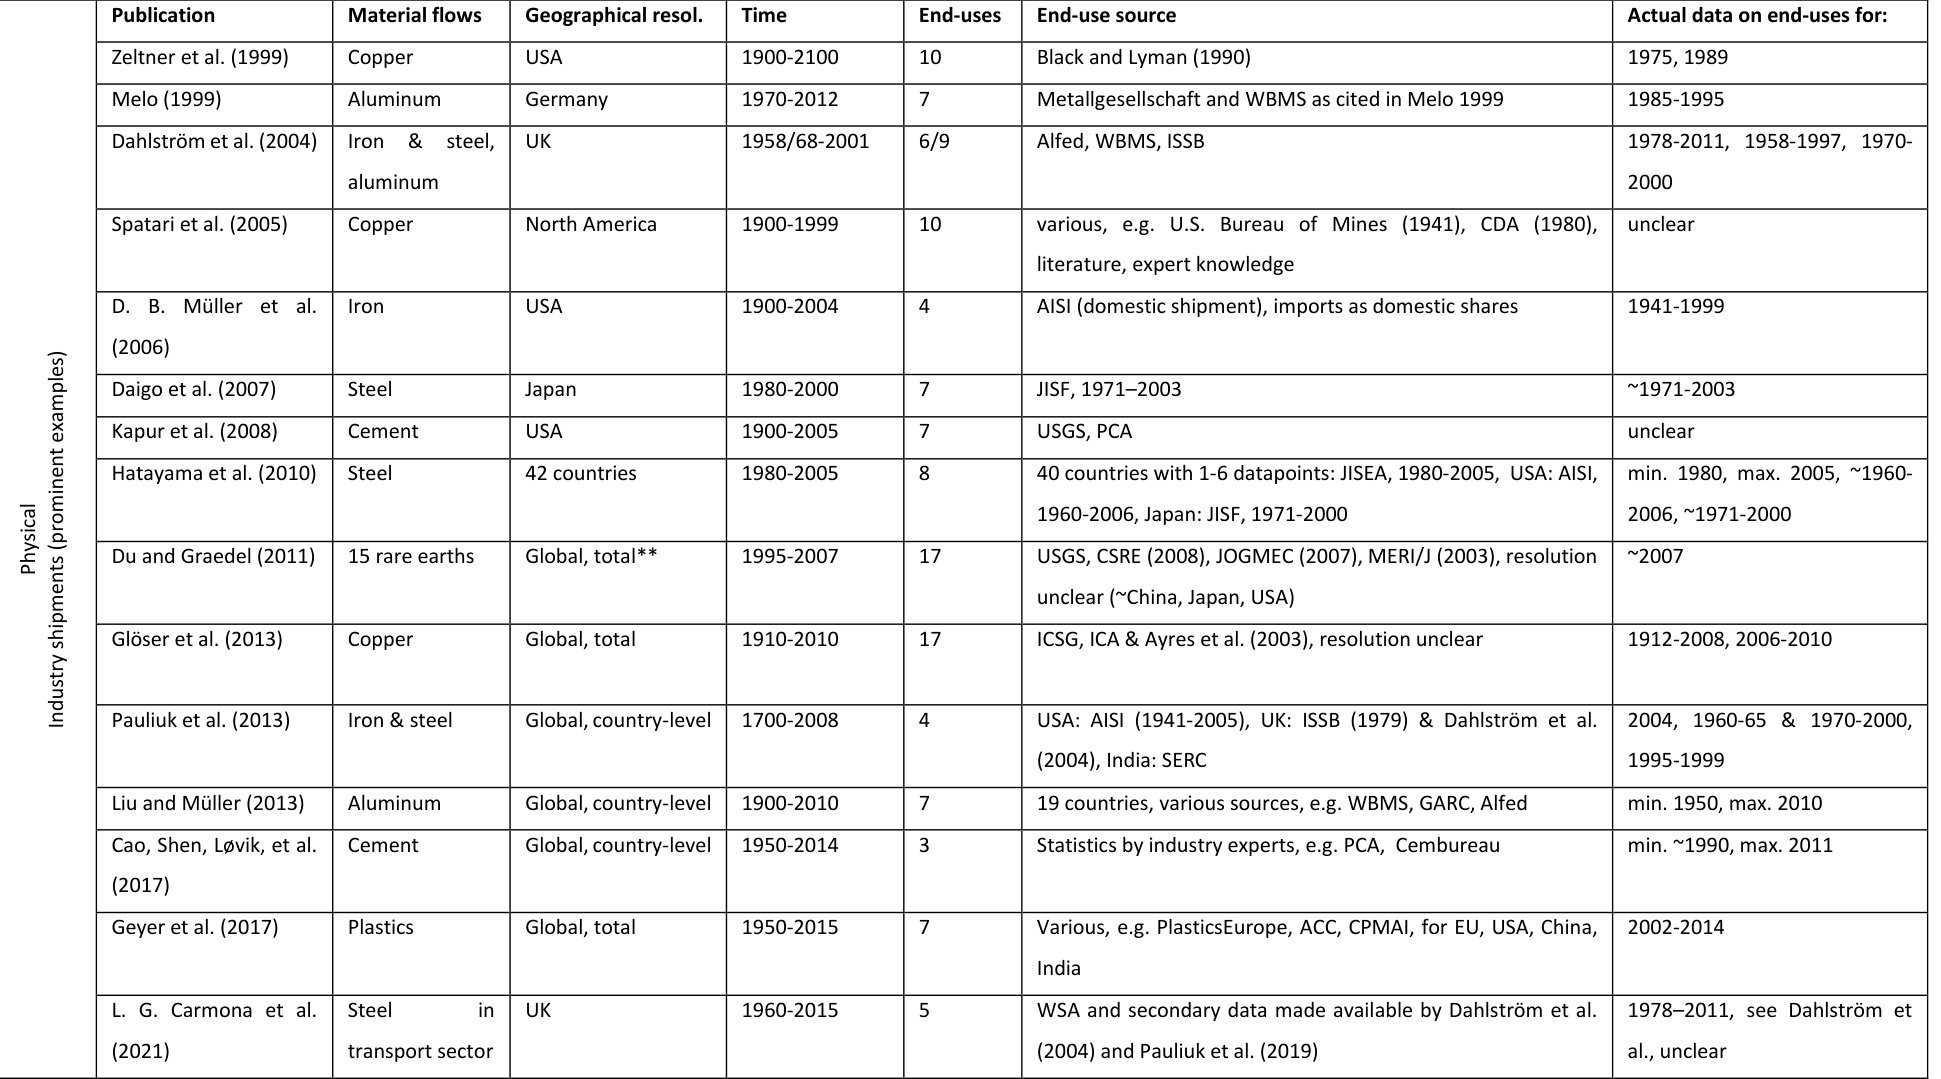 Physical
Industry shipments (prominent examples)
Publication Material flows Geographical resol. Time End-uses End-use source Actual data on end-uses for:
Zeltner et al. (1999) Copper USA 1900-2100 10 Black and Lyman (1990) 1975, 1989
Melo (1999) Aluminum Germany 1970-2012 7 Metallgesellschaft and WBMS as cited in Melo 1999 1985-1995
Dahlström et al. (2004) Iron & steel, UK 1958/68-2001 6/9 Alfed, WBMS, ISSB 1978-2011, 1958-1997, 1970-
aluminum 2000
Spatari et al. (2005) Copper North America 1900-1999 10 various, e.g. U.S. Bureau of Mines (1941), CDA (1980), unclear
literature, expert knowledge
D. B. Müller et al. Iron USA 1900-2004 4 AISI (domestic shipment), imports as domestic shares 1941-1999
(2006)
Daigo et al. (2007) Steel Japan 1980-2000 7 JISF, 1971–2003 ~1971-2003
Kapur et al. (2008) Cement USA 1900-2005 7 USGS, PCA unclear
Hatayama et al. (2010) Steel 42 countries 1980-2005 8 40 countries with 1-6 datapoints: JISEA, 1980-2005, USA: AISI, min. 1980, max. 2005, ~1960-
1960-2006, Japan: JISF, 1971-2000 2006, ~1971-2000
Du and Graedel (2011) 15 rare earths Global, total** 1995-2007 17 USGS, CSRE (2008), JOGMEC (2007), MERI/J (2003), resolution ~2007
unclear (~China, Japan, USA)
Glöser et al. (2013) Copper Global, total 1910-2010 17 ICSG, ICA & Ayres et al. (2003), resolution unclear 1912-2008, 2006-2010
Pauliuk et al. (2013) Iron & steel Global, country-level 1700-2008 4 USA: AISI (1941-2005), UK: ISSB (1979) & Dahlström et al. 2004, 1960-65 & 1970-2000,
(2004), India: SERC 1995-1999
Liu and Müller (2013) Aluminum Global, country-level 1900-2010 7 19 countries, various sources, e.g. WBMS, GARC, Alfed min. 1950, max. 2010
Cao, Shen, Løvik, et al. Cement Global, country-level 1950-2014 3 Statistics by industry experts, e.g. PCA, Cembureau min. ~1990, max. 2011
(2017)
Geyer et al. (2017) Plastics Global, total 1950-2015 7 Various, e.g. PlasticsEurope, ACC, CPMAI, for EU, USA, China, 2002-2014
India
L. G. Carmona et al. Steel in UK 1960-2015 5 WSA and secondary data made available by Dahlström et al. 1978–2011, see Dahlström et
(2021) transport sector (2004) and Pauliuk et al. (2019) al., unclear